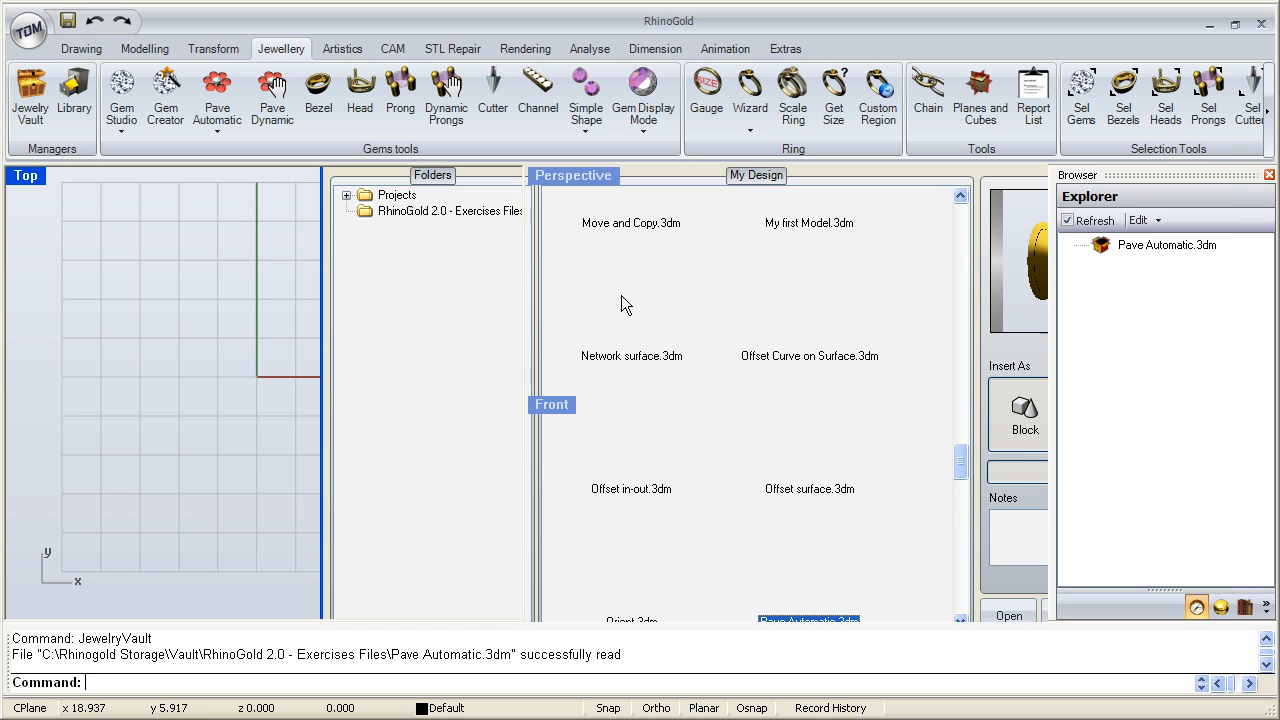 TDM
RhinoGold
Drawing Modelling Transform Jewellery Artistics CAM STL Repair Rendering Analyse Dimension Animation Extras
Jewelry Vault
Library
Gem Studio
Gem Creator
Pave Automatic
Pave Dynamic
Bezel
Head
Prong
Dynamic Prongs
Cutter
Channel
Simple Shape
Gem Display Mode
SIZE
Gauge
Wizard
Scale Ring
Get Size
Custom Region
Chain
Planes and Cubes
Report List
Sel Gems
Sel Bezels
Sel Heads
Sel Prongs
Sel Cutter
Managers
Gems tools
Ring
Tools
Selection Tools
Top
Folders
Projects
RhinoGold 2.0 - Exercises Files
Perspective
My Design
Move and Copy.3dm
My first Model.3dm
Network surface.3dm
Offset Curve on Surface.3dm
Front
Offset in-out.3dm
Offset surface.3dm
Orient.3dm
Pave Automatic.3dm
Insert As
Block
Notes
Open
Browser
Explorer
Refresh
Edit
Pave Automatic.3dm
y
x
Command: JewelryVault
File "C:\Rhinogold Storage\Vault\RhinoGold 2.0 - Exercises Files\Pave Automatic.3dm" successfully read
Command:
CPlane x 18.937 y 5.917 z 0.000 0.000 Default Snap Ortho Planar Osnap Record History